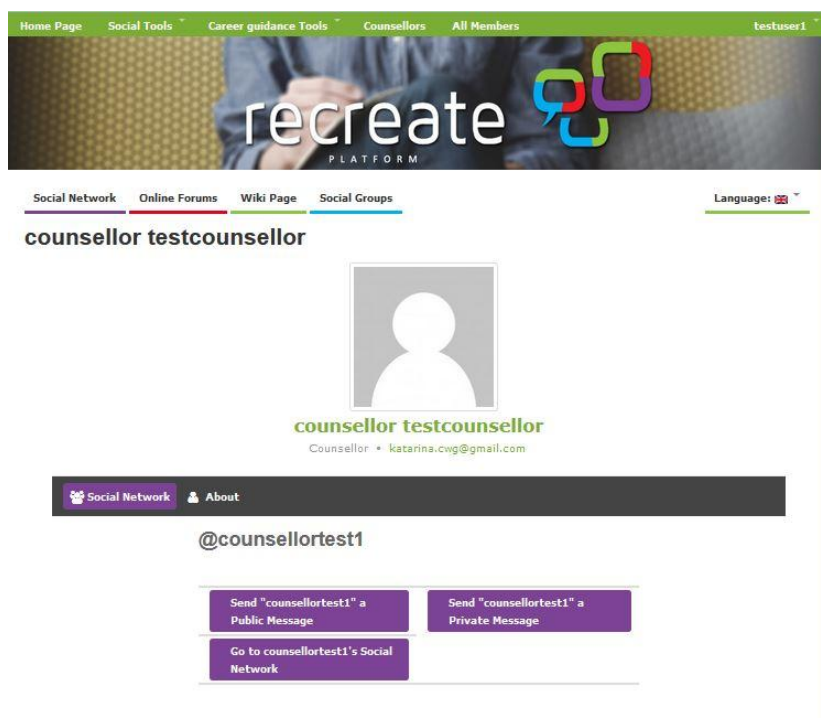 Home Page Social Tools Career guidance Tools Counsellors All Members testuser1
recreate
PLATFORM
Social Network Online Forums Wiki Page Social Groups Language:
counsellor testcounsellor
counsellor testcounsellor
Counsellor • katarina.cwg@gmail.com
Social Network About
@counsellortest1
Send "counsellortest1" a
Public Message
Send "counsellortest1" a
Private Message
Go to counsellortest1's Social
Network